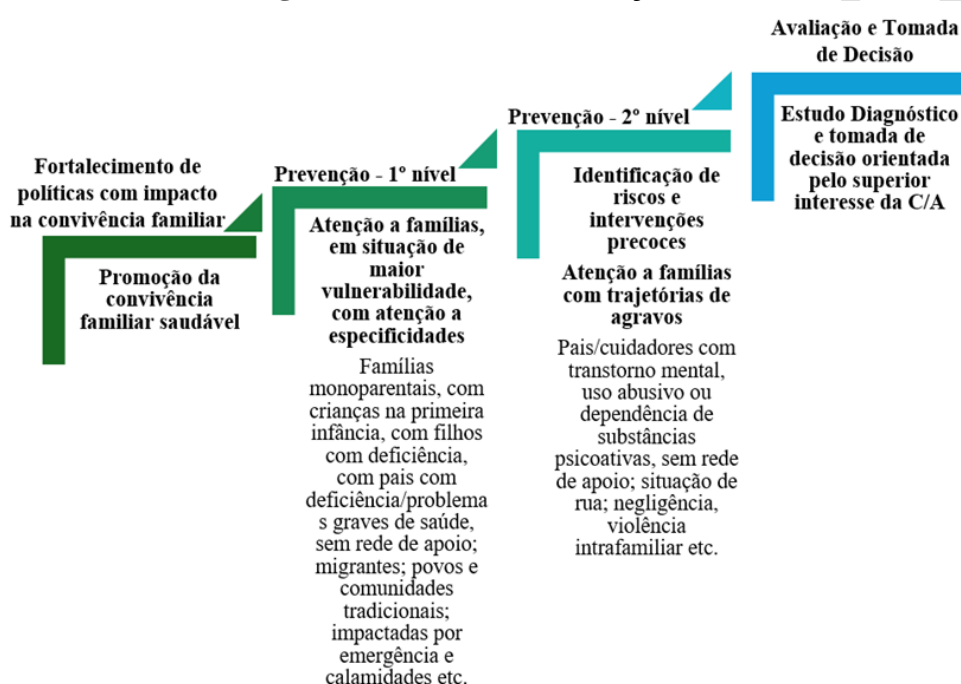 Fortalecimento de
políticas com impacto
na convivência familiar
Promoção da
convivência
familiar saudável
Prevenção - 1º nível
Atenção a famílias,
em situação de
maior
vulnerabilidade,
com atenção a
especificidades
Famílias
monoparentais, com
crianças na primeira
infância, com filhos
com deficiência,
com pais com
deficiência/problema
s graves de saúde,
sem rede de apoio;
migrantes; povos e
comunidades
tradicionais;
impactadas por
emergência e
calamidades etc.
Prevenção - 2º nível
Identificação de
riscos e
intervenções
precoces
Atenção a famílias
com trajetórias de
agravos
Pais/cuidadores com
transtorno mental,
uso abusivo ou
dependência de
substâncias
psicoativas, sem rede
de apoio; situação de
rua; negligência,
violência
intrafamiliar etc.
Avaliação e Tomada
de Decisão
Estudo Diagnóstico
e tomada de
decisão orientada
pelo superior
interesse da C/A